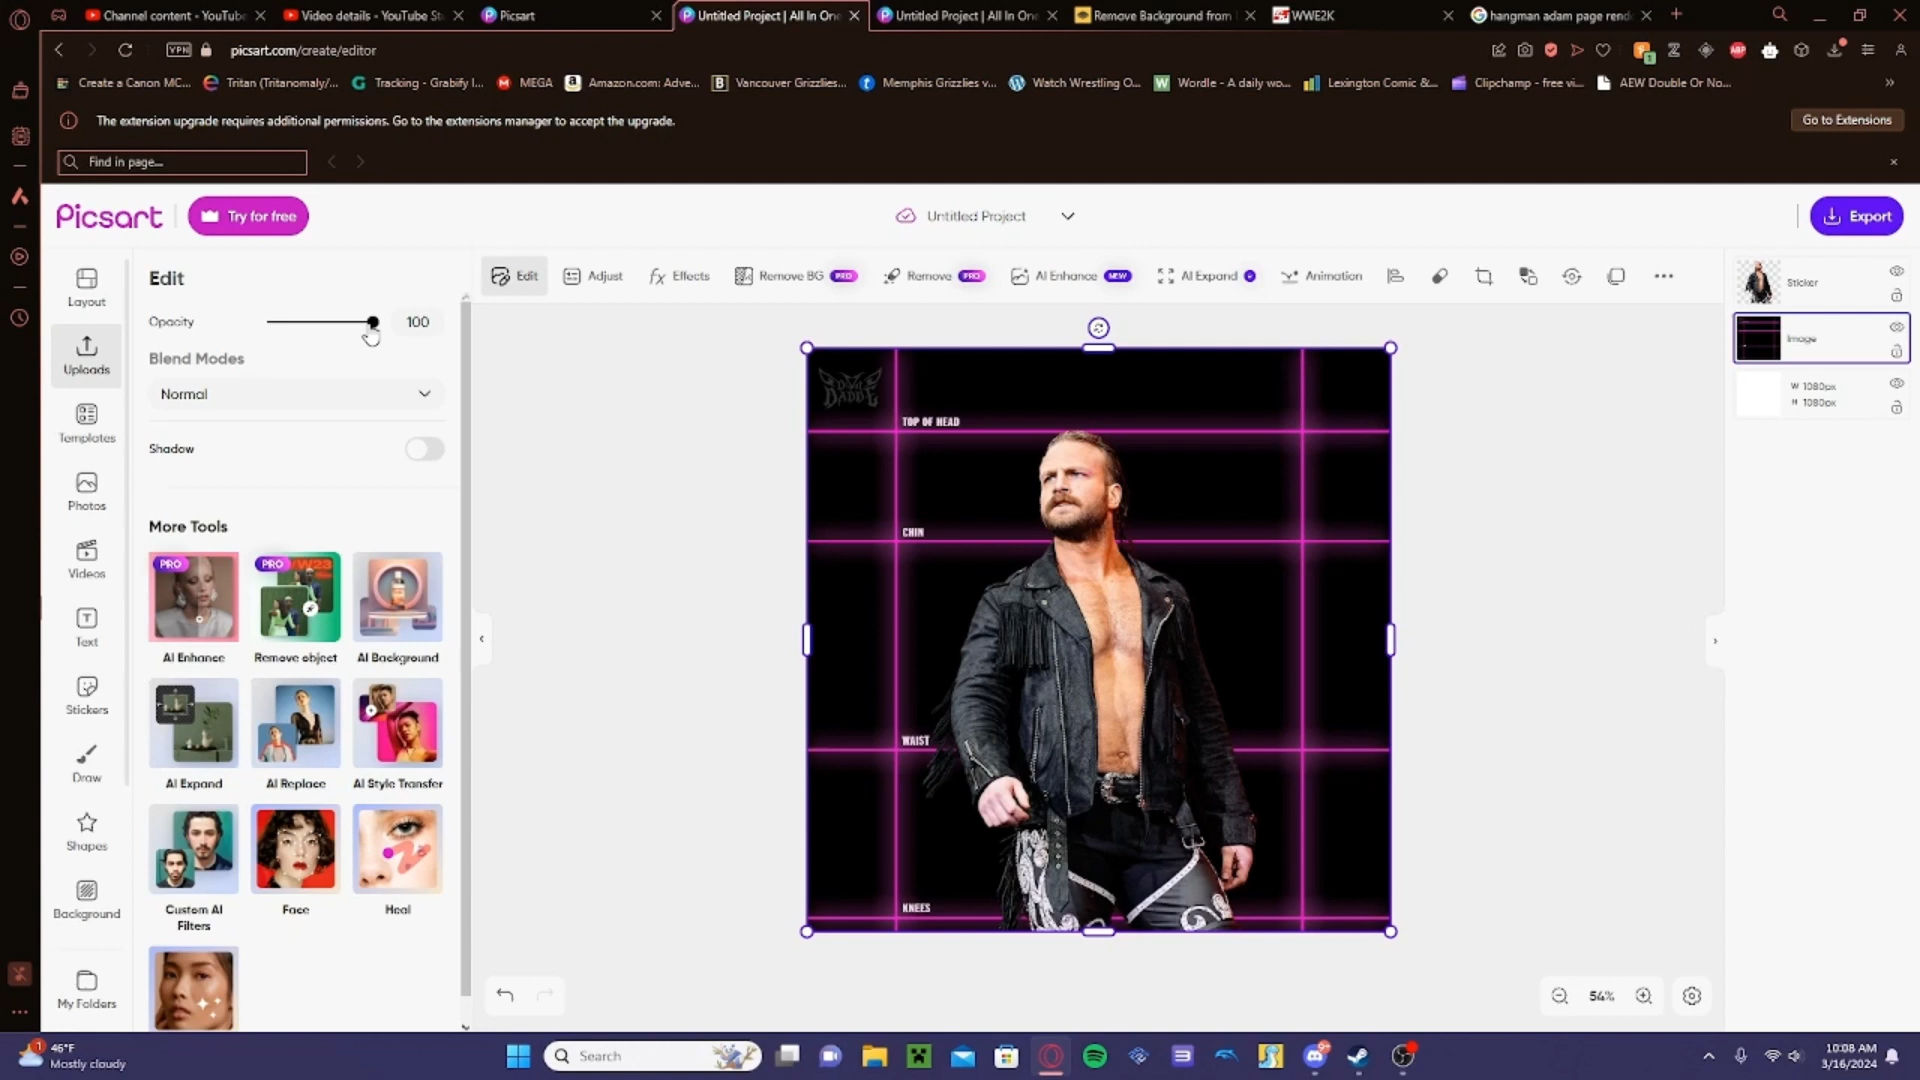 Channel content - YouTube
Video details - YouTube St
Picsart
Untitled Project | All In One
Untitled Project | All In One
Remove Background from
WWE2K
hangman adam page rend
VPN
picsart.com/create/editor
1
ABP
Create a Canon MC...
Tritan (Tritanomaly/...
Tracking - Grabify I...
MEGA
Amazon.com: Adve...
Vancouver Grizzlies...
Memphis Grizzlies v...
Watch Wrestling O...
Wordle - A daily wo...
Lexington Comic &...
Clipchamp - free vi...
AEW Double Or No...
The extension upgrade requires additional permissions. Go to the extensions manager to accept the upgrade.
Go to Extensions
Find in page...
Picsart
Try for free
Untitled Project
Export
Layout
Uploads
Templates
Photos
Videos
Text
Stickers
Draw
Shapes
Background
My Folders
Edit
Opacity
100
Blend Modes
Normal
Shadow
More Tools
PRO
PRO
AI Enhance
Remove object
AI Background
AI Expand
AI Replace
AI Style Transfer
Custom AI
Filters
Face
Heal
Edit
Adjust
fx Effects
Remove BG PRO
Remove PRO
AI Enhance NEW
AI Expand
Animation
TOP OF HEAD
CHIN
WAIST
KNEES
Sticker
Image
W 1080px
H 1080px
54%
1
46°F
Mostly cloudy
Search
10:08 AM
3/16/2024